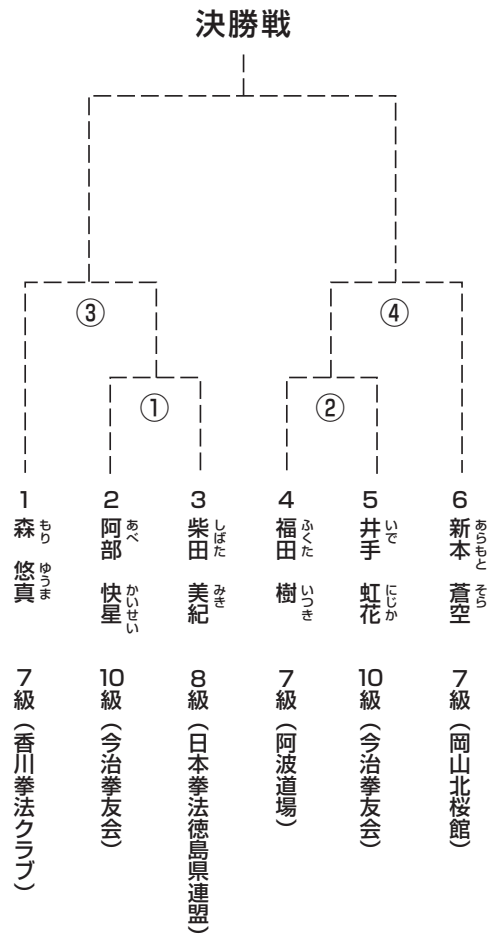 決勝戦
③
④
①
②
1 森 悠真 もり ゆうま 7級（香川拳法クラブ）
2 阿部 快星 あべ かいせい 10級（今治拳友会）
3 柴田 美紀 しばた みき 8級（日本拳法徳島県連盟）
4 福田 樹 ふくた いつき 7級（阿波道場）
5 井手 虹花 いで にじか 10級（今治拳友会）
6 新本 蒼空 あらもと そら 7級（岡山北桜館）